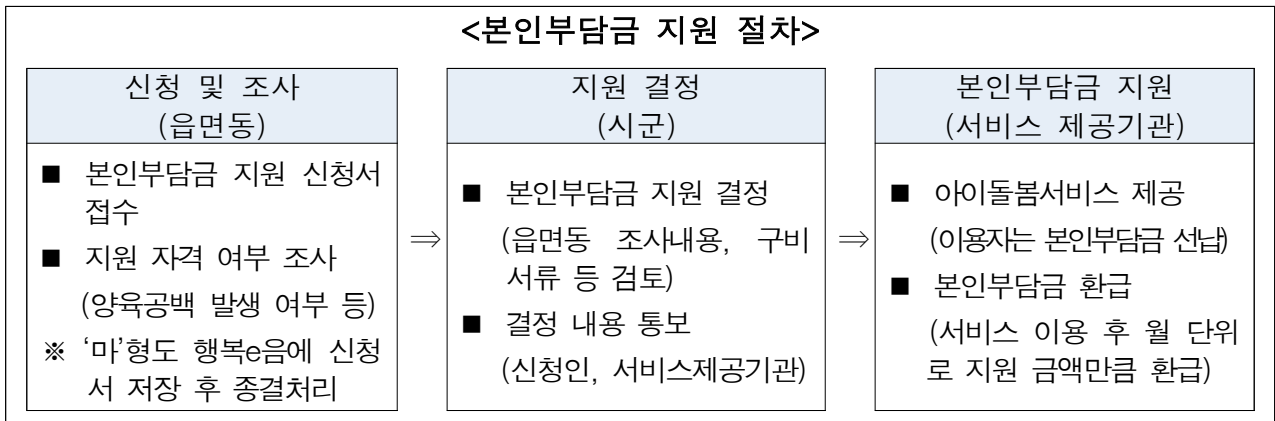 <본인부담금 지원 절차>
신청 및 조사
(읍면동)
■ 본인부담금 지원 신청서
접수
■ 지원 자격 여부 조사
(양육공백 발생 여부 등)
※ ‘마’형도 행복e음에 신청
서 저장 후 종결처리
⇒
지원 결정
(시군)
■ 본인부담금 지원 결정
(읍면동 조사내용, 구비
서류 등 검토)
■ 결정 내용 통보
(신청인, 서비스제공기관)
⇒
본인부담금 지원
(서비스 제공기관)
■ 아이돌봄서비스 제공
(이용자는 본인부담금 선납)
■ 본인부담금 환급
(서비스 이용 후 월 단위
로 지원 금액만큼 환급)